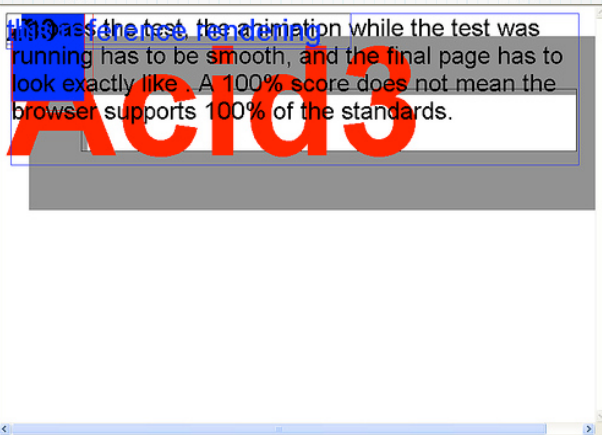 pass the test, the animation while the test was
this reference rendering
running has to be smooth, and the final page has to
look exactly like . A 100% score does not mean the
browser supports 100% of the standards.
Acid3